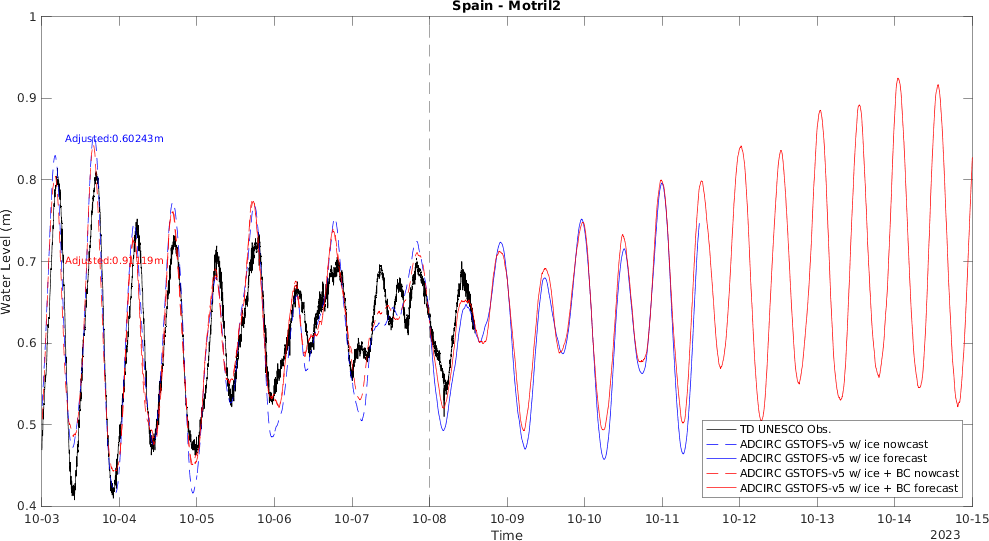 Spain - Motril2
Water Level (m)
1
0.9
0.8
0.7
0.6
0.5
0.4
Adjusted:0.60243m
TD UNESCO Obs.
ADCIRC GSTOFS-v5 w/ ice nowcast
ADCIRC GSTOFS-v5 w/ ice forecast
ADCIRC GSTOFS-v5 w/ ice + BC nowcast
ADCIRC GSTOFS-v5 w/ ice + BC forecast
10-03 10-04 10-05 10-06 10-07 10-08 10-09 10-10 10-11 10-12 10-13 10-14 10-15
Time
2023